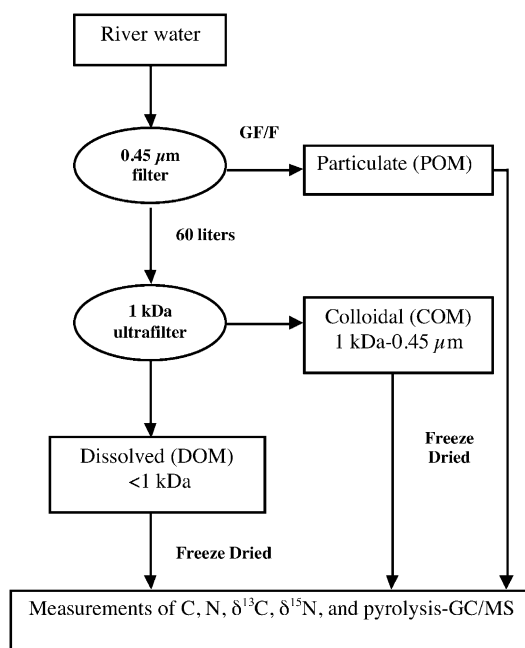 River water
GF/F
0.45 µm
filter
Particulate (POM)
60 liters
1 kDa
ultrafilter
Colloidal (COM)
1 kDa-0.45 µm
Freeze
Dried
Dissolved (DOM)
<1 kDa
Freeze Dried
Measurements of C, N, δ¹³C, δ¹⁵N, and pyrolysis-GC/MS